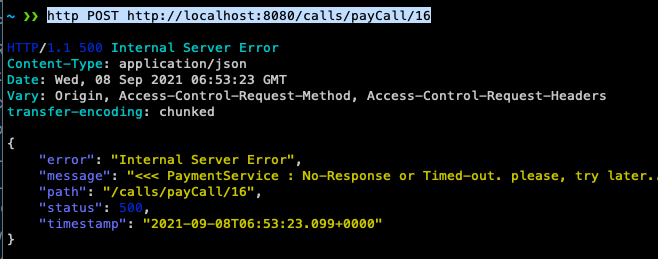 ~ ❯❯ http POST http://localhost:8080/calls/payCall/16
HTTP/1.1 500 Internal Server Error
Content-Type: application/json
Date: Wed, 08 Sep 2021 06:53:23 GMT
Vary: Origin, Access-Control-Request-Method, Access-Control-Request-Headers
transfer-encoding: chunked
{
    "error": "Internal Server Error",
    "message": "<<< PaymentService : No-Response or Timed-out. please, try later..
    "path": "/calls/payCall/16",
    "status": 500,
    "timestamp": "2021-09-08T06:53:23.099+0000"
}